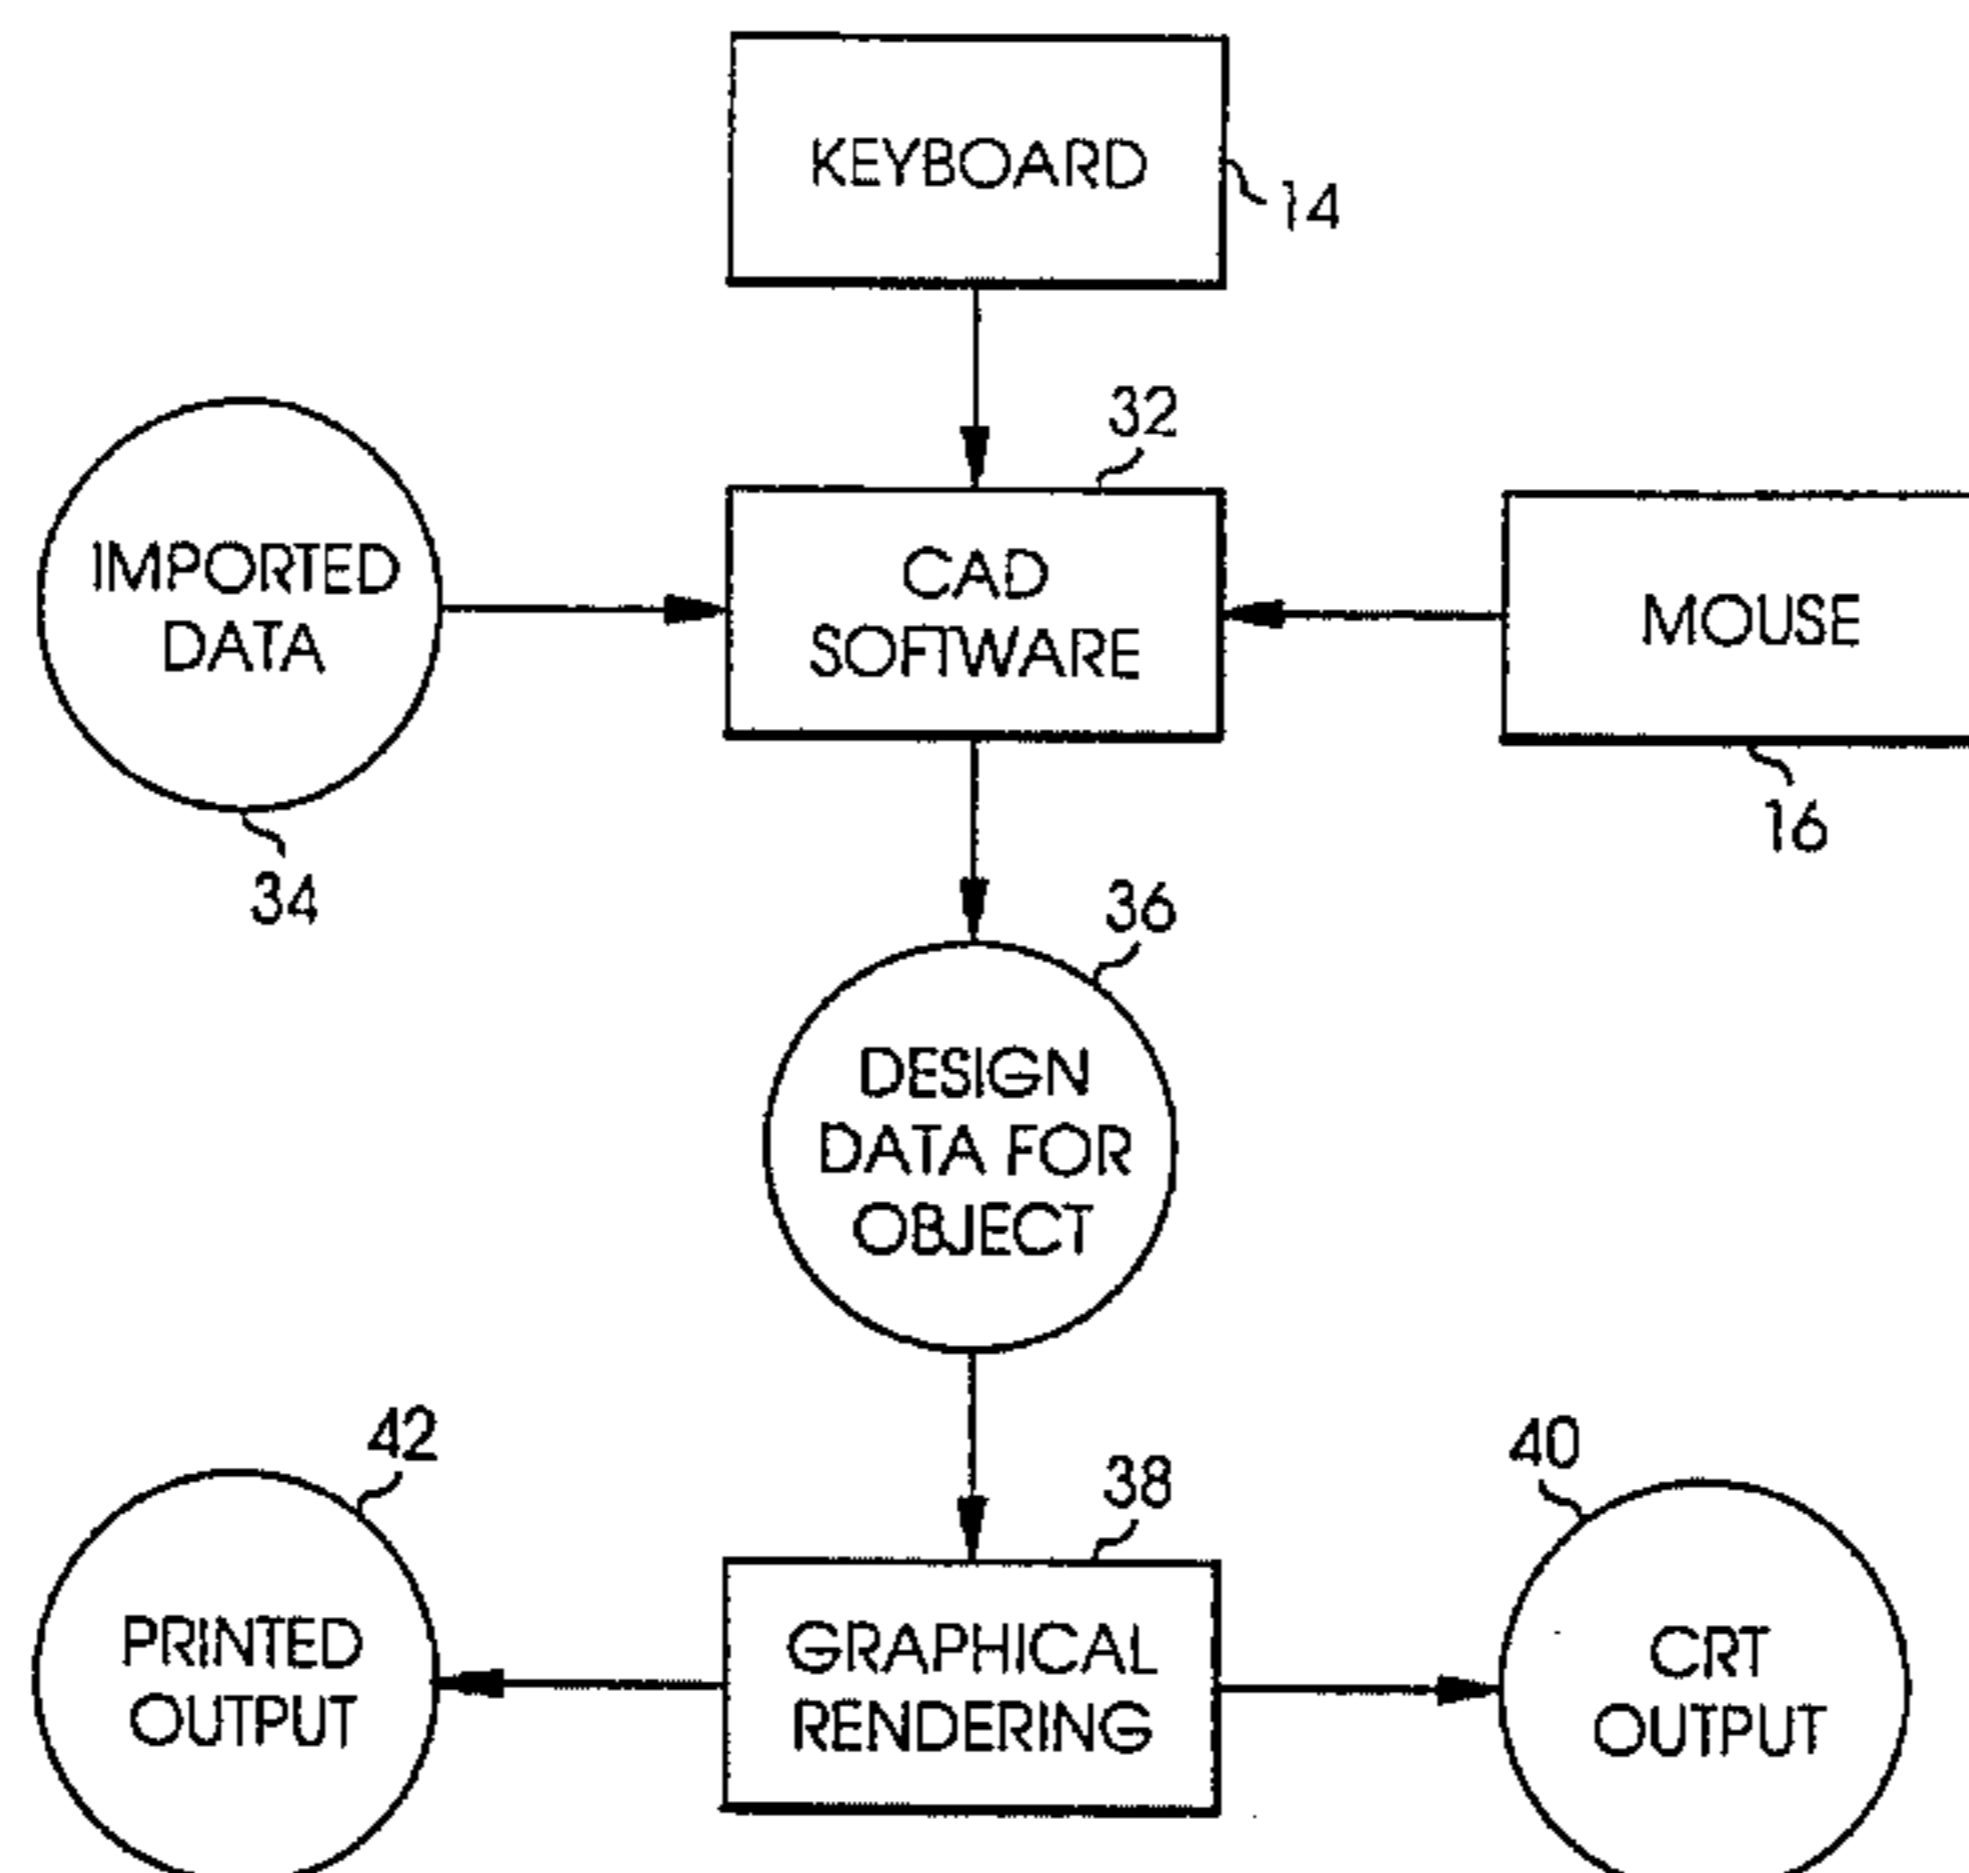 KEYBOARD
14
32
IMPORTED
DATA
34
CAD
SOFTWARE
MOUSE
16
36
DESIGN
DATA FOR
OBJECT
42
38
40
PRINTED
OUTPUT
GRAPHICAL
RENDERING
CRT
OUTPUT